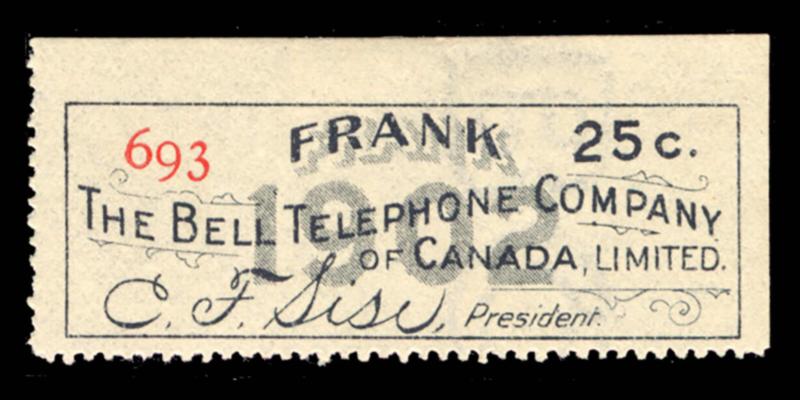 693 FRANK 25c.
1902
THE BELL TELEPHONE COMPANY
OF CANADA, LIMITED.
C. F. Sise, President.